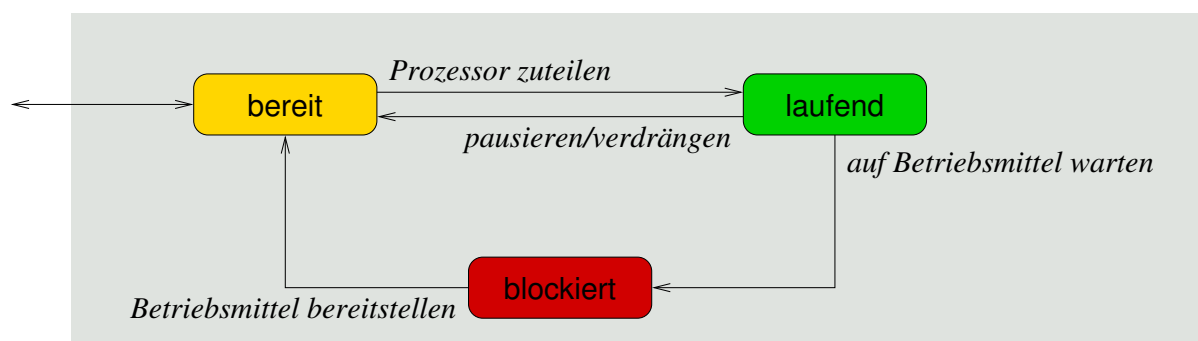 Prozessor zuteilen
bereit
laufend
pausieren/verdrängen
auf Betriebsmittel warten
blockiert
Betriebsmittel bereitstellen